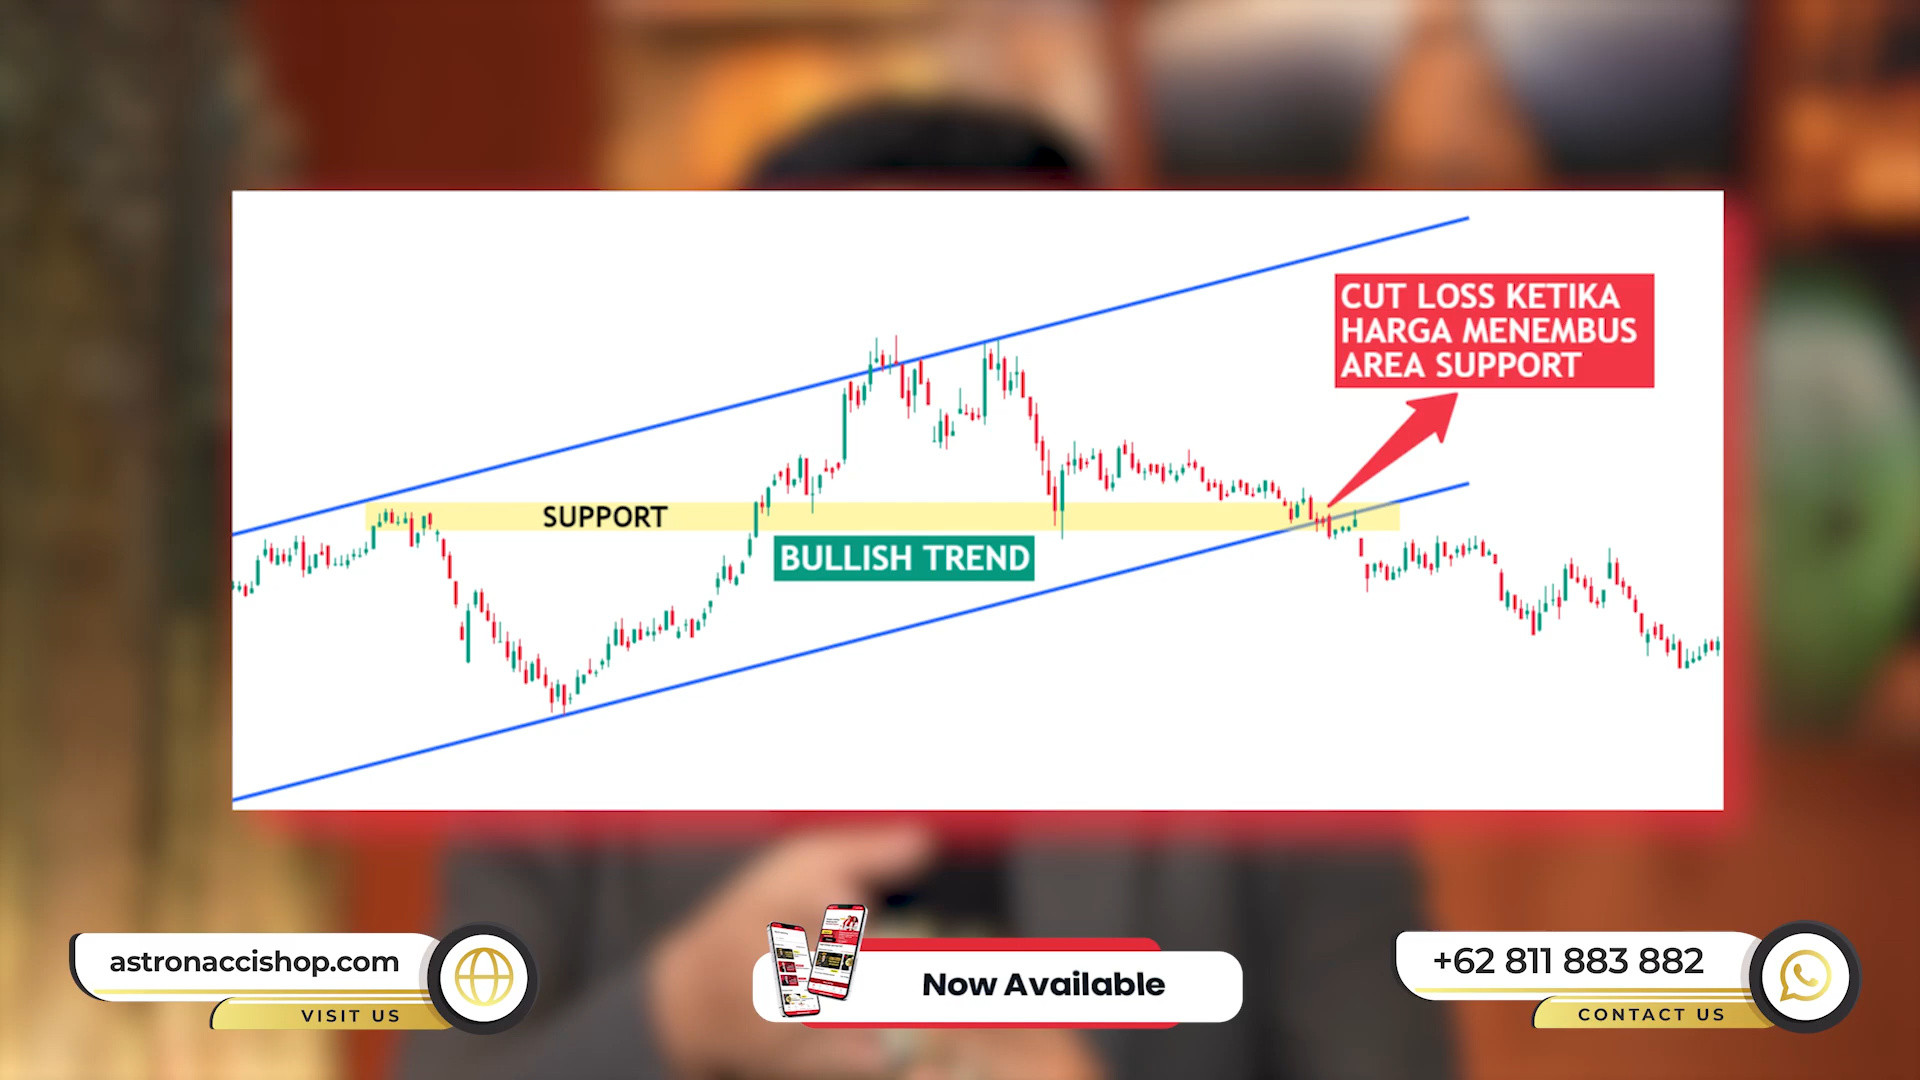 CUT LOSS KETIKA
HARGA MENEMBUS
AREA SUPPORT
SUPPORT
BULLISH TREND
astronaccishop.com
VISIT US
Now Available
+62 811 883 882
CONTACT US